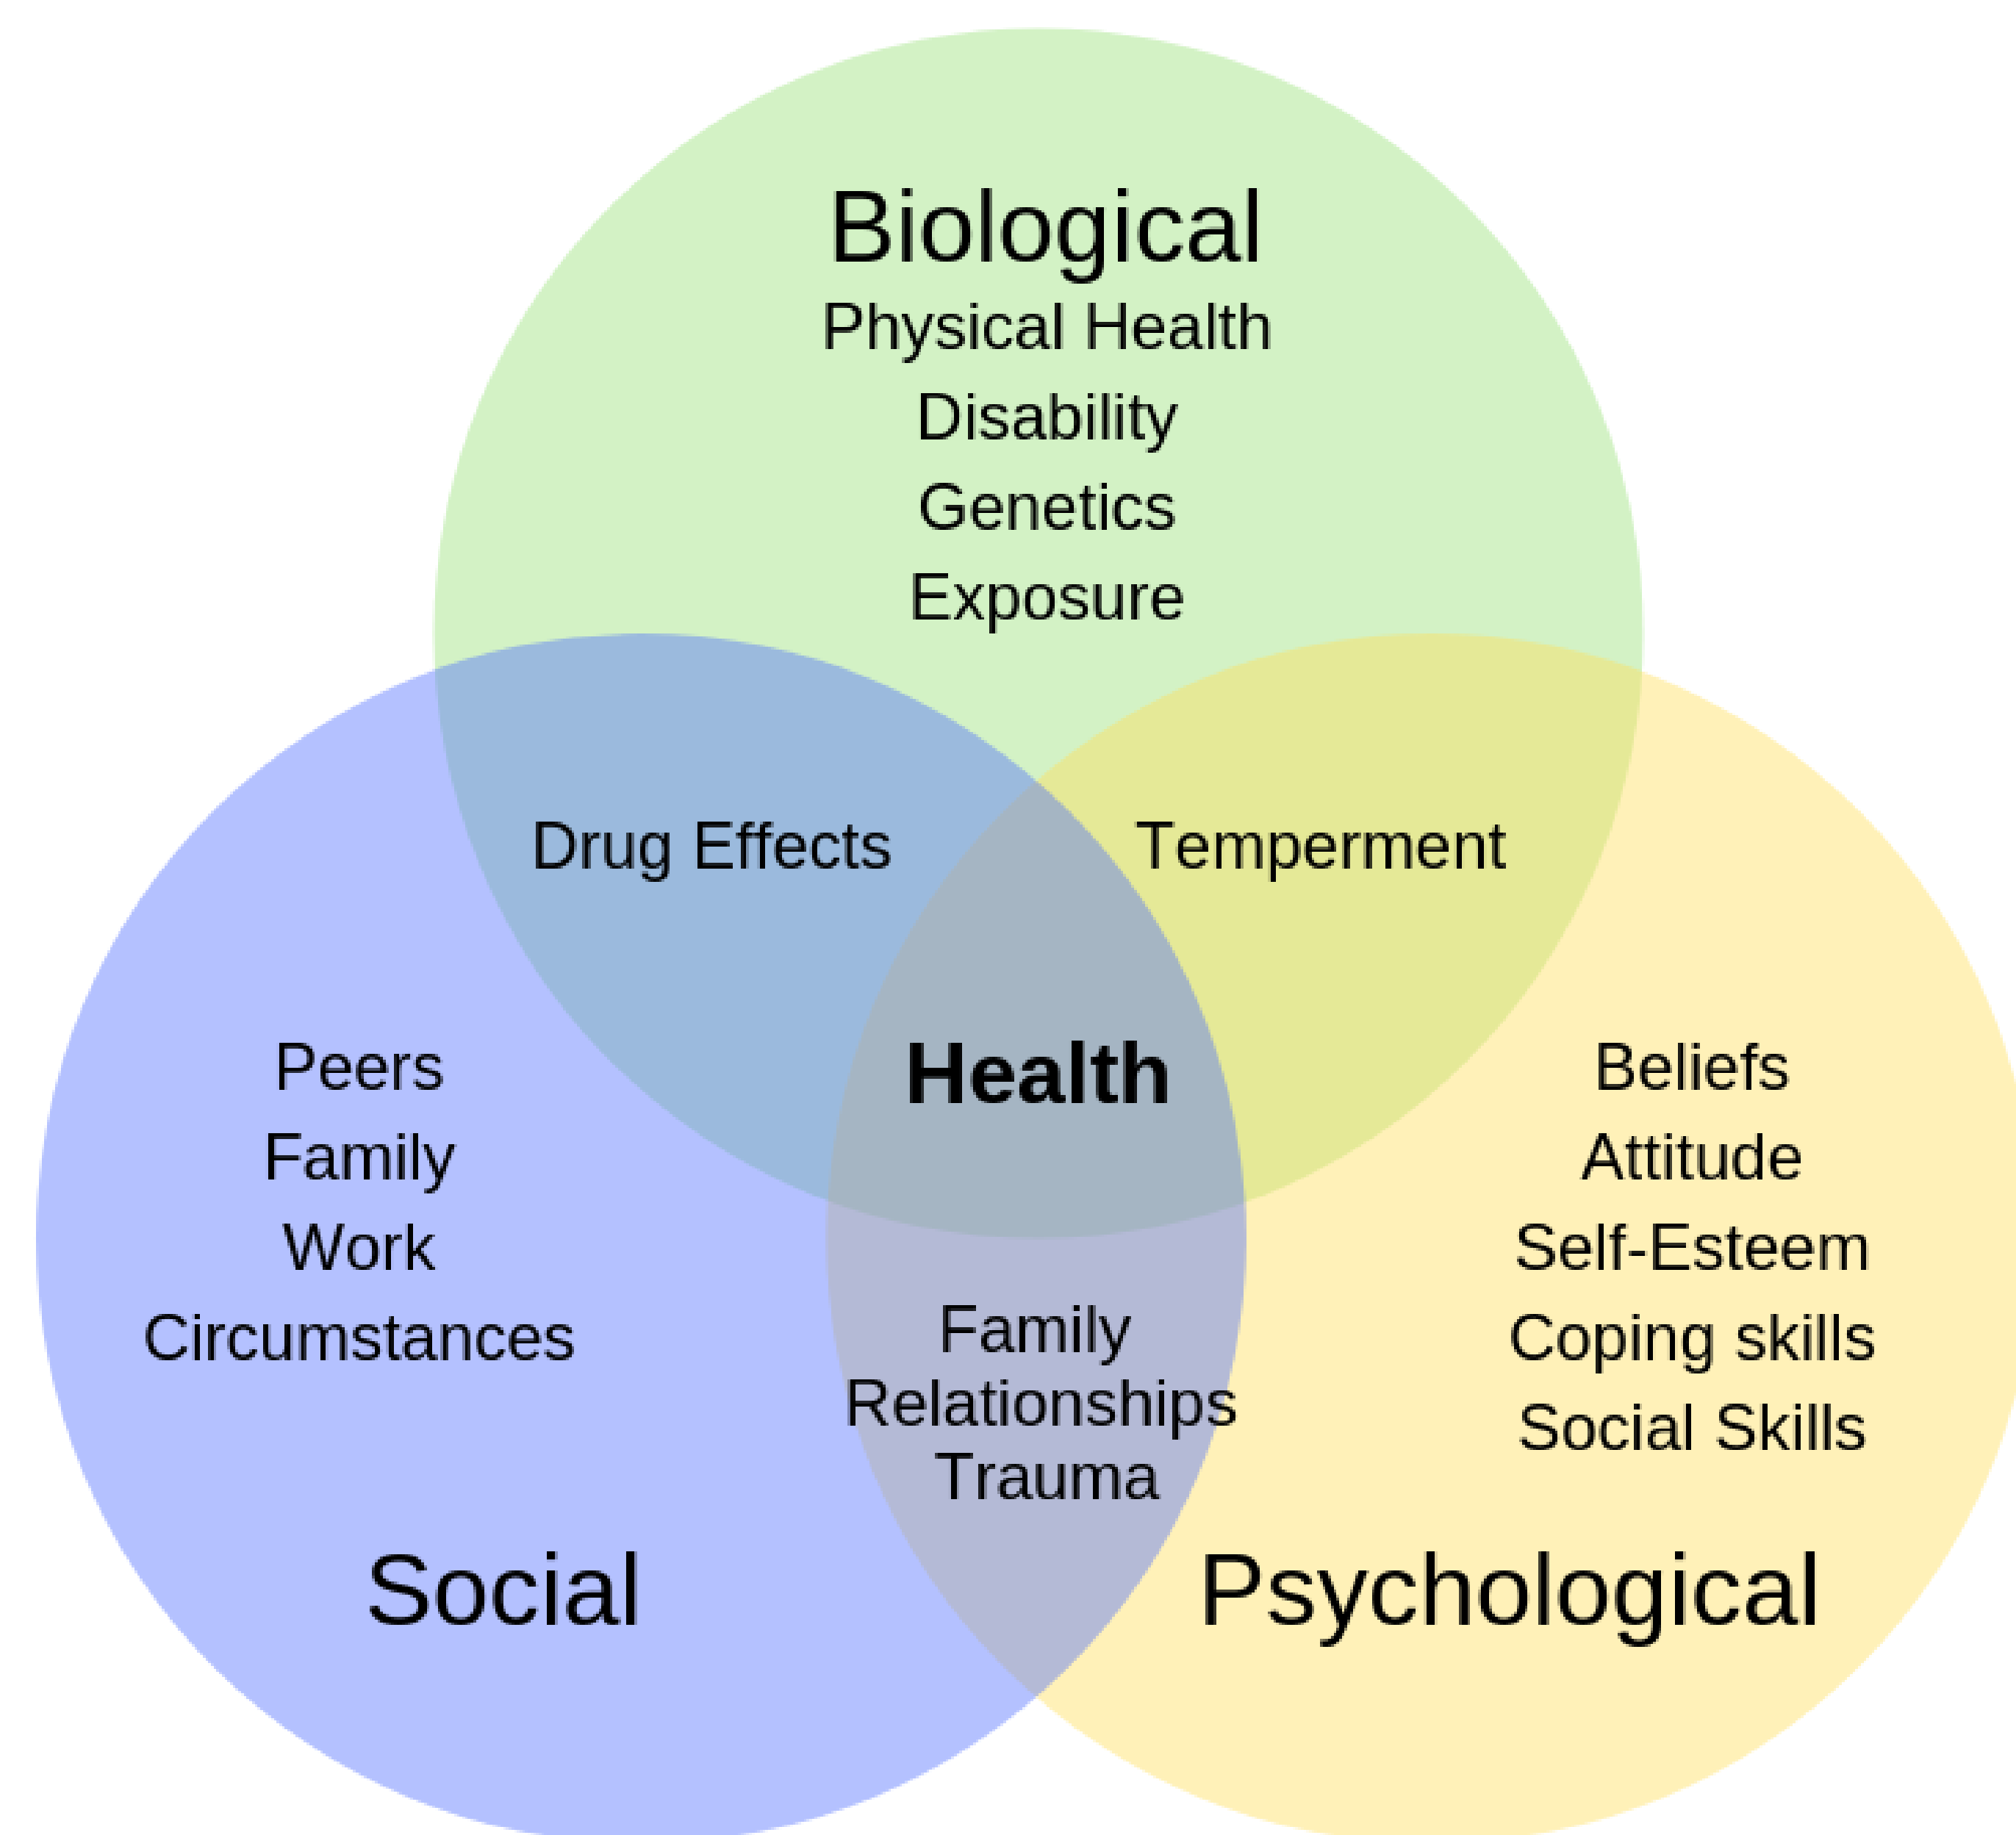 Biological
Physical Health
Disability
Genetics
Exposure
Drug Effects
Temperment
Health
Peers
Family
Work
Circumstances
Beliefs
Attitude
Self-Esteem
Coping skills
Social Skills
Family
Relationships
Trauma
Social
Psychological